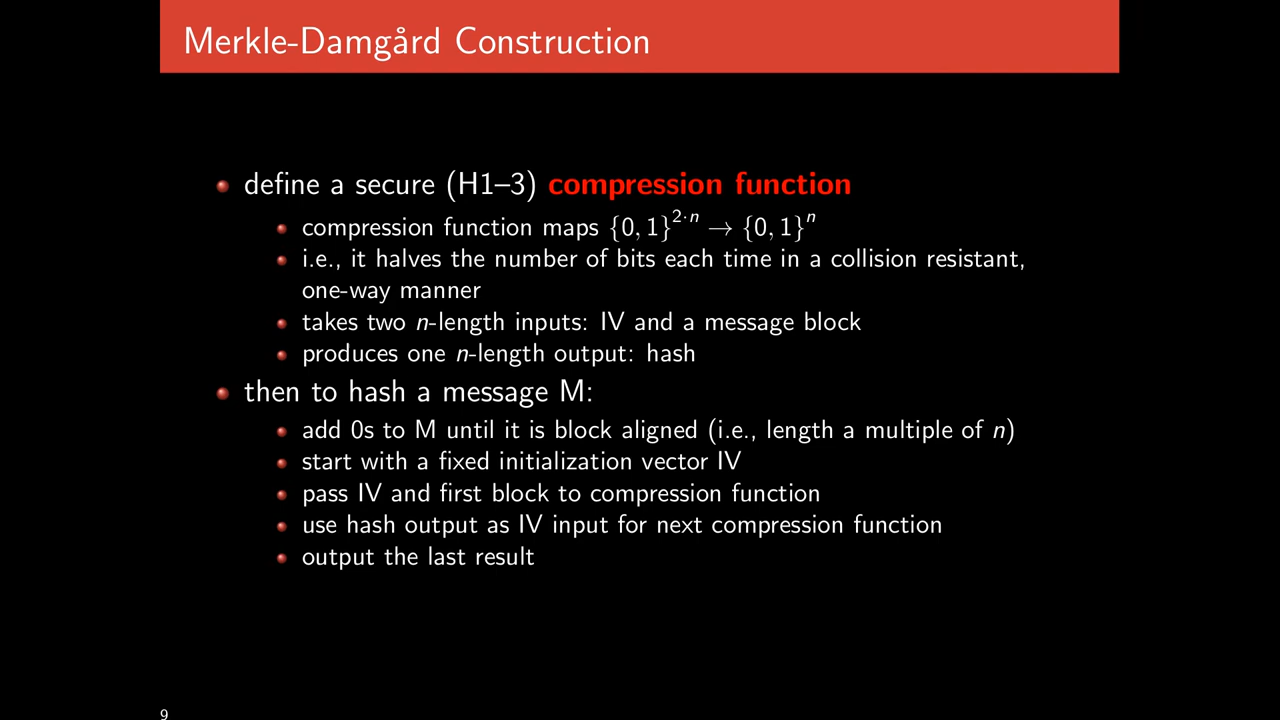 Merkle-Damgård Construction
define a secure (H1–3) compression function
compression function maps {0, 1}^{2·n} → {0, 1}^n
i.e., it halves the number of bits each time in a collision resistant,
one-way manner
takes two n-length inputs: IV and a message block
produces one n-length output: hash
then to hash a message M:
add 0s to M until it is block aligned (i.e., length a multiple of n)
start with a fixed initialization vector IV
pass IV and first block to compression function
use hash output as IV input for next compression function
output the last result
9